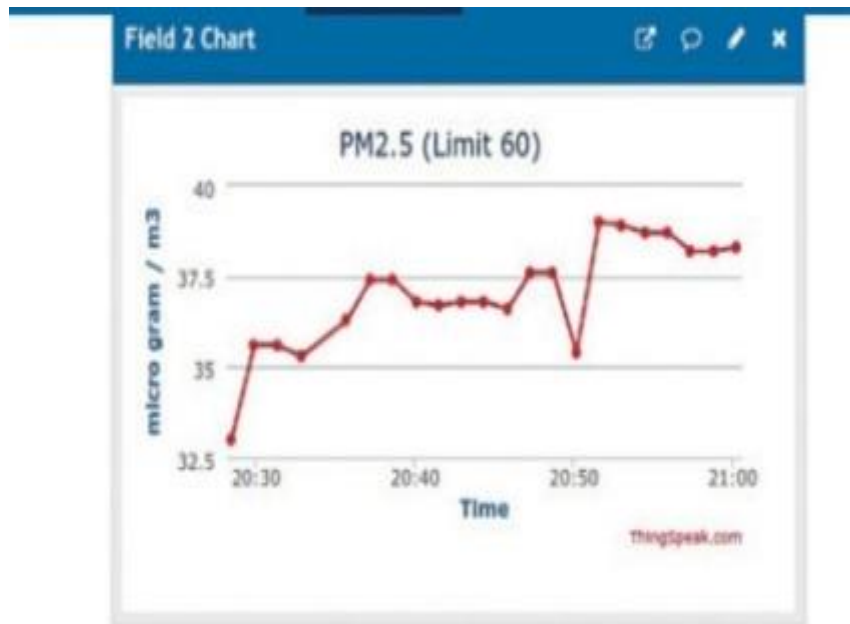 Field 2 Chart
PM2.5 (Limit 60)
micro gram / m3
40
37.5
35
32.5
20:30 20:40 20:50 21:00
Time
ThingSpeak.com